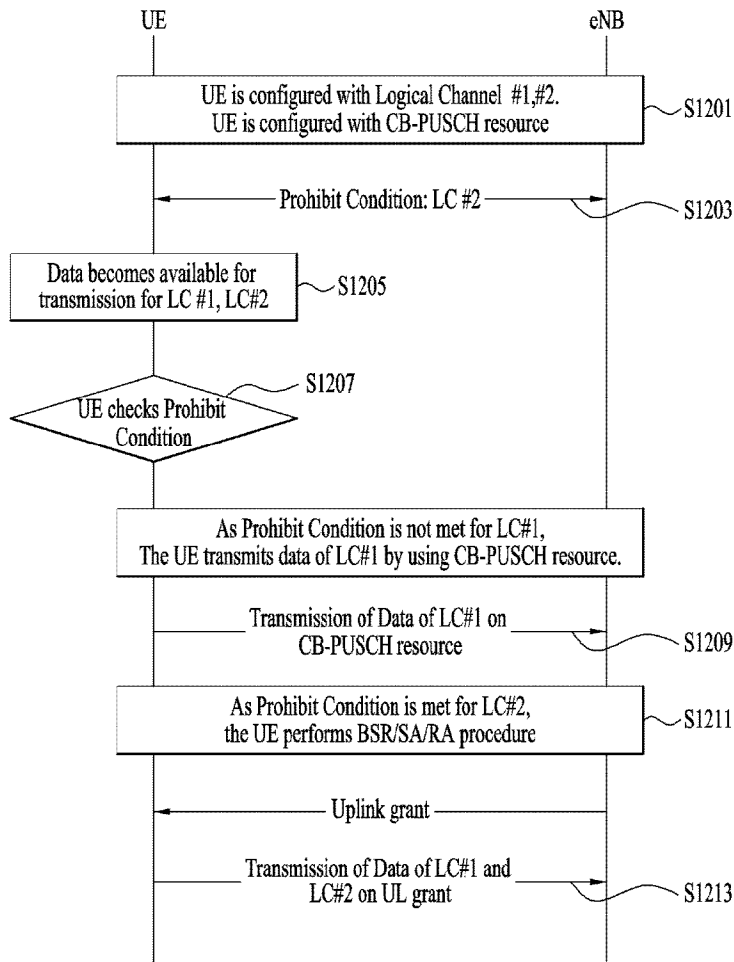 UE
eNB
UE is configured with Logical Channel #1,#2.
UE is configured with CB-PUSCH resource
S1201
Prohibit Condition: LC #2
S1203
Data becomes available for
transmission for LC #1, LC#2
S1205
S1207
UE checks Prohibit
Condition
As Prohibit Condition is not met for LC#1,
The UE transmits data of LC#1 by using CB-PUSCH resource.
Transmission of Data of LC#1 on
CB-PUSCH resource
S1209
As Prohibit Condition is met for LC#2,
the UE performs BSR/SA/RA procedure
S1211
Uplink grant
Transmission of Data of LC#1 and
LC#2 on UL grant
S1213